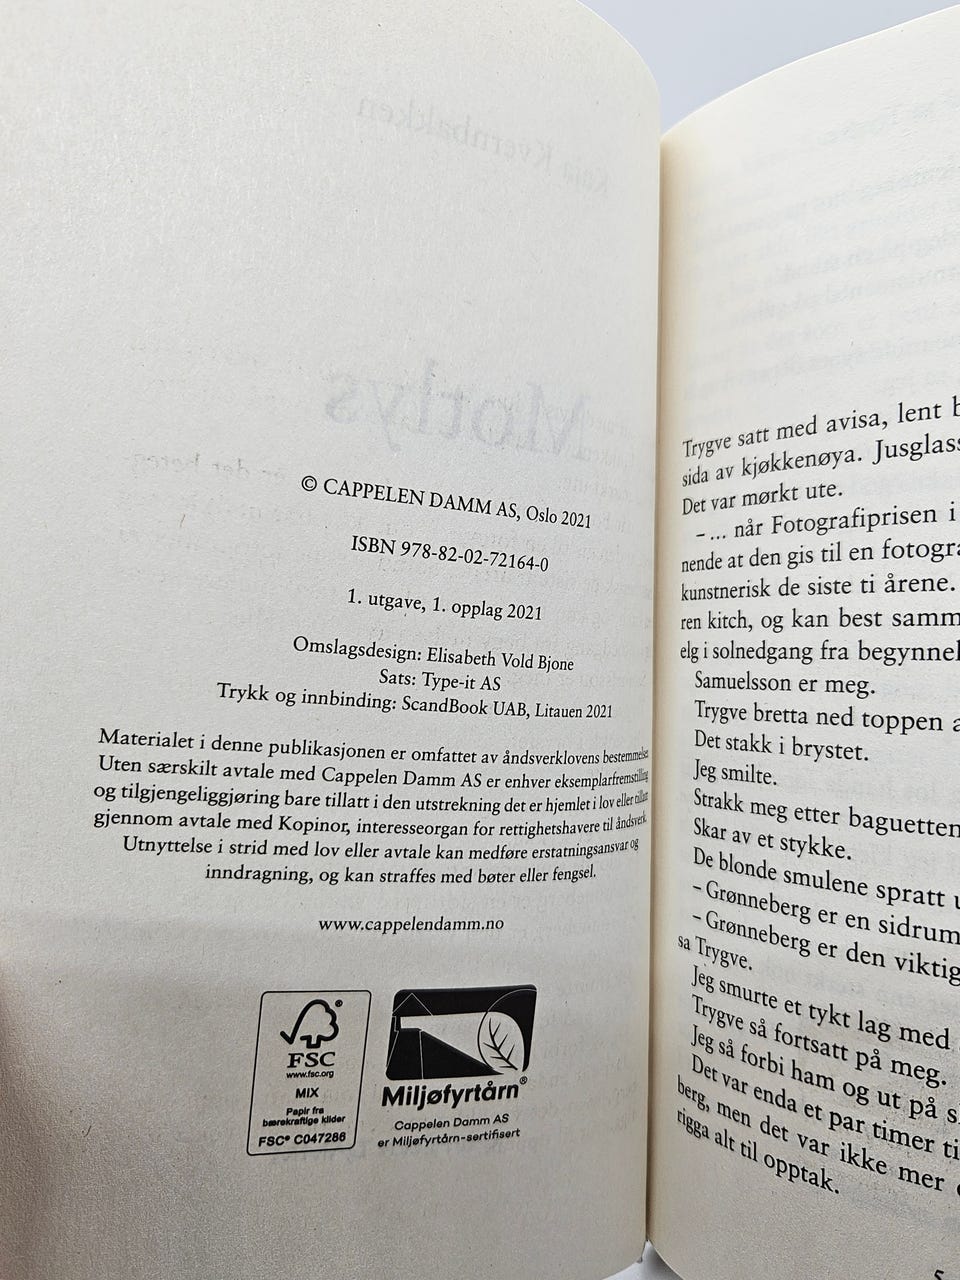 © CAPPELEN DAMM AS, Oslo 2021
ISBN 978-82-02-72164-0
1. utgave, 1. opplag 2021
Omslagsdesign: Elisabeth Vold Bjone
Sats: Type-it AS
Trykk og innbinding: ScandBook UAB, Litauen 2021
Materialet i denne publikasjonen er omfattet av åndsverklovens bestemmelser
Uten særskilt avtale med Cappelen Damm AS er enhver eksemplarfremstilling
og tilgjengeliggjøring bare tillatt i den utstrekning det er hjemlet i lov eller tillatt
gjennom avtale med Kopinor, interesseorgan for rettighetshavere til åndsverk.
Utnyttelse i strid med lov eller avtale kan medføre erstatningsansvar og
inndragning, og kan straffes med bøter eller fengsel.
www.cappelendamm.no
FSC
www.fsc.org
MIX
Papir fra
bærekraftige kilder
FSC® C047286
Miljøfyrtårn®
Cappelen Damm AS
er Miljøfyrtårn-sertifisert
Trygve satt med avisa, lent
sida av kjøkkenøya. Jusglass
Det var mørkt ute.
– ... når Fotografiprisen i
nende at den gis til en fotogra
kunstnerisk de siste ti årene.
ren kitch, og kan best samm
elg i solnedgang fra begynnel
Samuelsson er meg.
Trygve bretta ned toppen a
Det stakk i brystet.
Jeg smilte.
Strakk meg etter baguetten
Skar av et stykke.
De blonde smulene spratt u
– Grønneberg er en sidrum
– Grønneberg er den viktig
sa Trygve.
Jeg smurte et tykt lag med
Trygve så fortsatt på meg.
Jeg så forbi ham og ut på s
Det var enda et par timer ti
berg, men det var ikke mer
rigga alt til opptak.
5